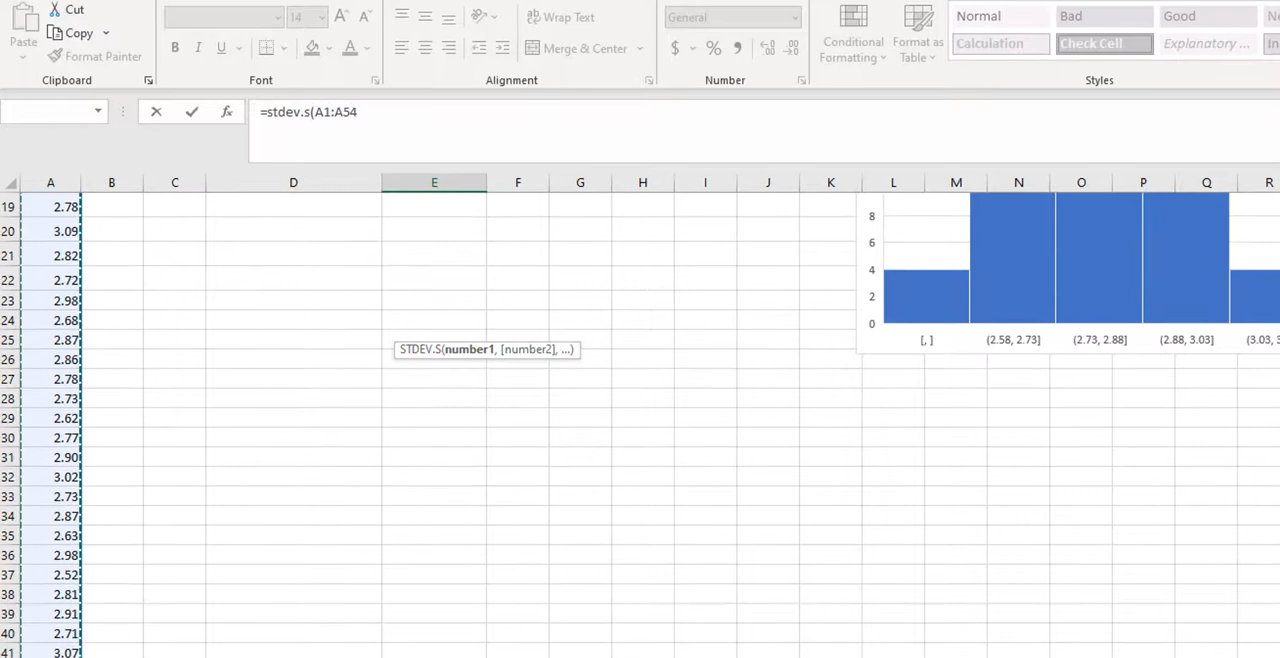 Cut
14
Wrap Text
General
Normal
Bad
Good
Ne
Copy
Paste
B I U
A
Merge & Center
$ % ,
Conditional
Formatting
Format as
Table
Calculation
Check Cell
Explanatory ...
In
Format Painter
Clipboard
Font
Alignment
Number
Styles
fx
=stdev.s(A1:A54
A B C D E F G H I J K L M N O P Q R
19 2.78
20 3.09
21 2.82
22 2.72
23 2.98
24 2.68
25 2.87
26 2.86
27 2.78
28 2.73
29 2.62
30 2.77
31 2.90
32 3.02
33 2.73
34 2.87
35 2.63
36 2.98
37 2.52
38 2.81
39 2.91
40 2.71
41 3.07
STDEV.S(number1, [number2], ...)
8
6
4
2
0
[, ] (2.58, 2.73] (2.73, 2.88] (2.88, 3.03] (3.03, 3